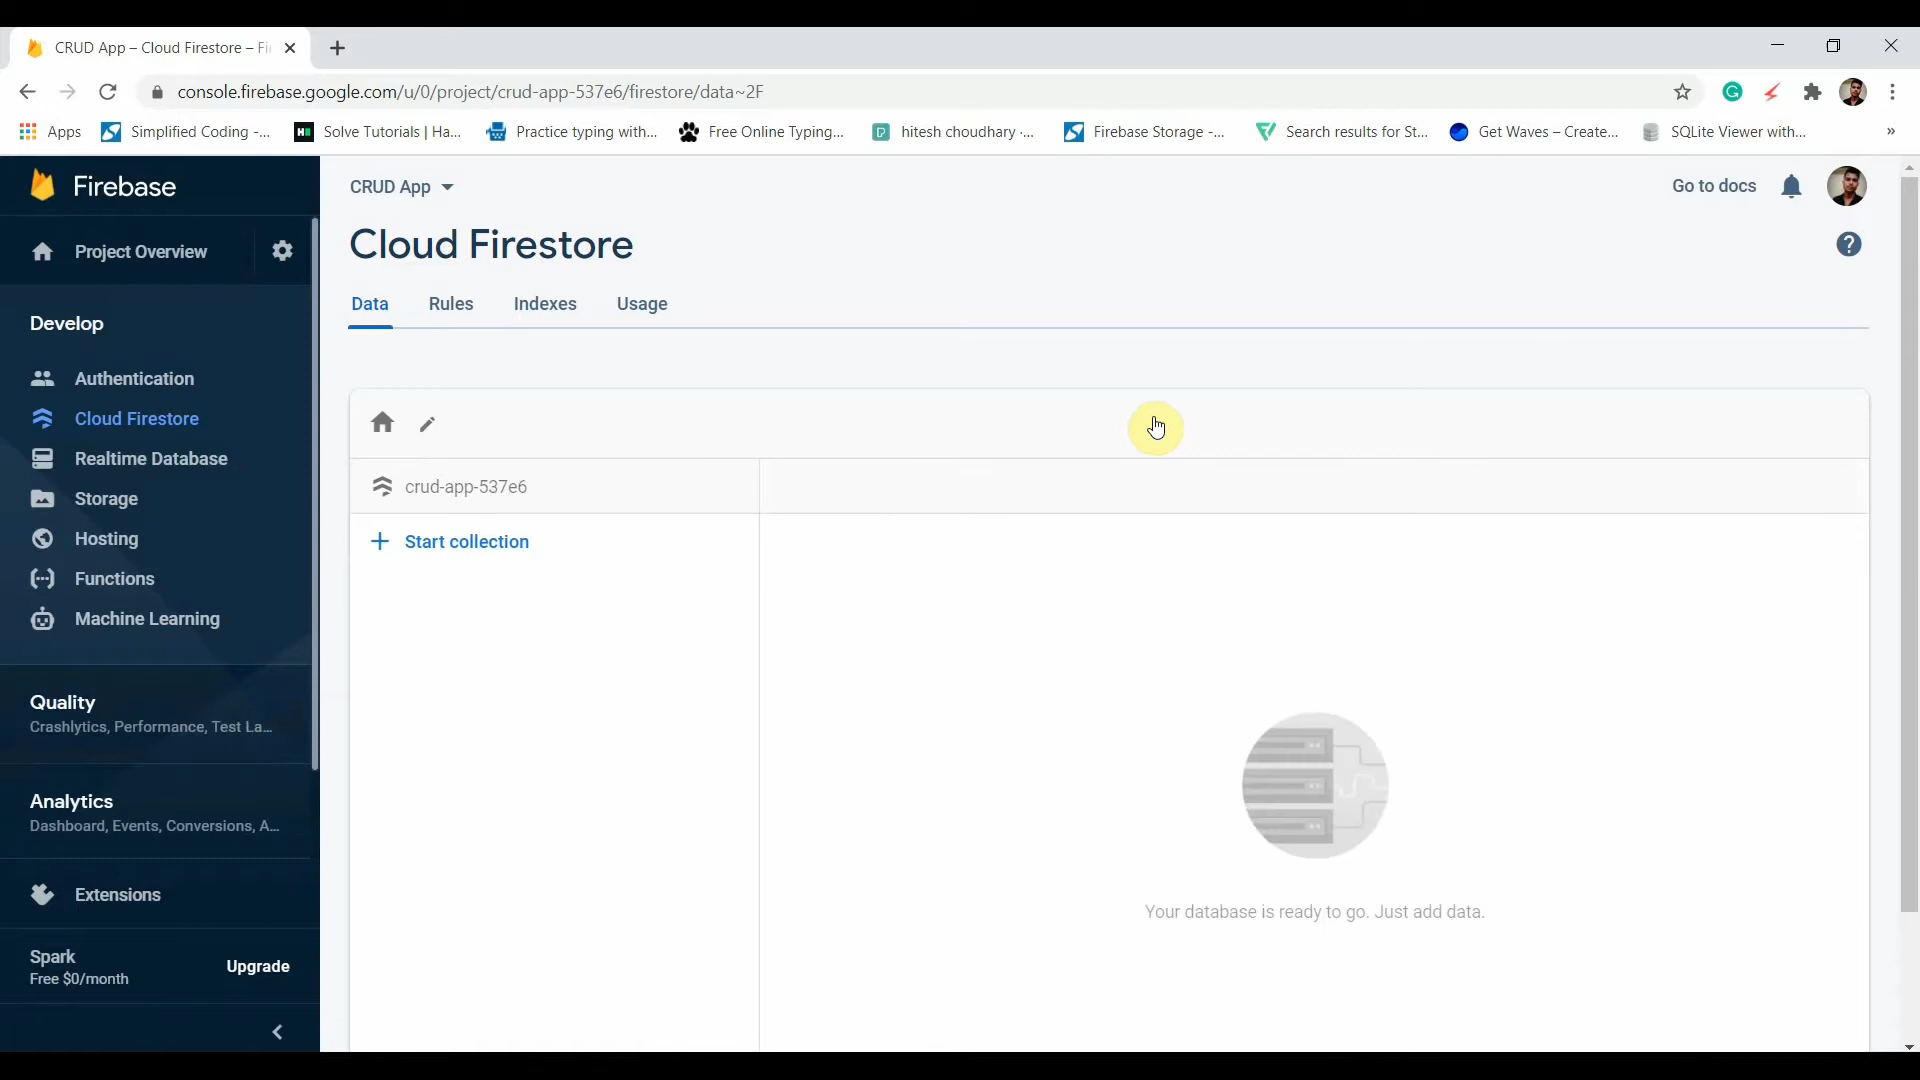 CRUD App – Cloud Firestore – Fi
console.firebase.google.com/u/0/project/crud-app-537e6/firestore/data~2F
Apps
Simplified Coding -...
Solve Tutorials | Ha...
Practice typing with...
Free Online Typing...
hitesh choudhary -...
Firebase Storage -...
Search results for St...
Get Waves – Create...
SQLite Viewer with...
»
Firebase
CRUD App
Go to docs
Project Overview
Cloud Firestore
Data
Rules
Indexes
Usage
Develop
Authentication
Cloud Firestore
Realtime Database
Storage
Hosting
Functions
Machine Learning
crud-app-537e6
Start collection
Your database is ready to go. Just add data.
Quality
Crashlytics, Performance, Test La...
Analytics
Dashboard, Events, Conversions, A...
Extensions
Spark
Free $0/month
Upgrade